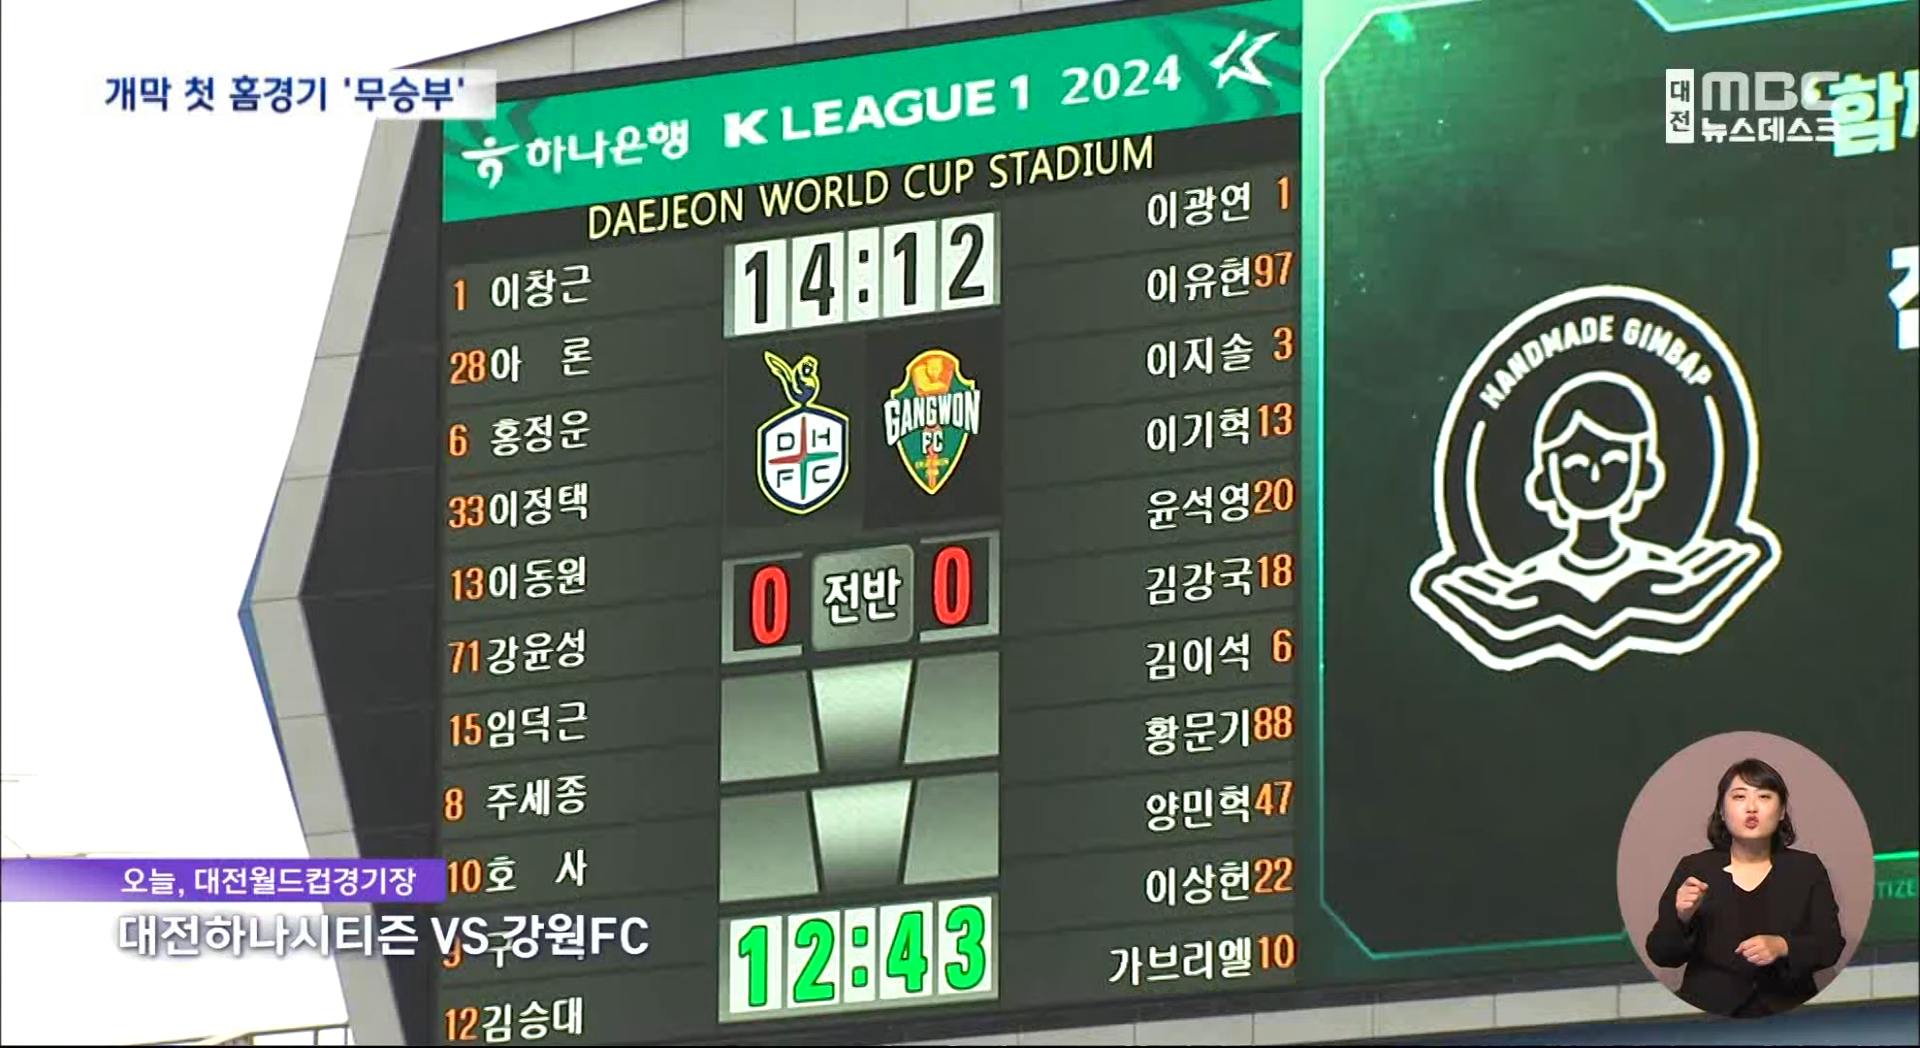 개막 첫 홈경기 '무승부'
대전 MBC 뉴스데스크
하나은행 K LEAGUE 1 2024
DAEJEON WORLD CUP STADIUM
14:12
1 이창근
28 아 론
6 홍정운
33 이정택
13 이동원
71 강윤성
15 임덕근
8 주세종
10 호 사
9 구
12 김승대
DHFC
GANGWON FC
0 전반 0
12:43
이광연 1
이유현 97
이지솔 3
이기혁 13
윤석영 20
김강국 18
김이석 6
황문기 88
양민혁 47
이상헌 22
가브리엘 10
HANDMADE GIMBAP
오늘, 대전월드컵경기장
대전하나시티즌 VS 강원FC